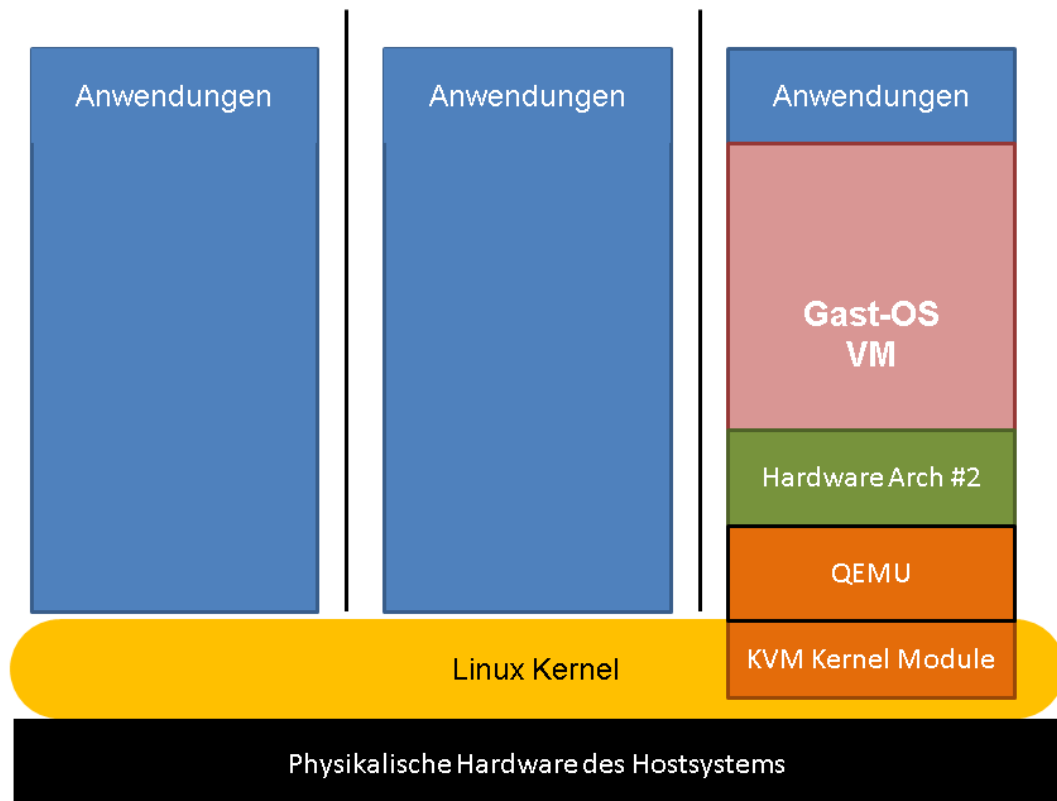 Anwendungen
Anwendungen
Anwendungen
Gast-OS
VM
Hardware Arch #2
QEMU
KVM Kernel Module
Linux Kernel
Physikalische Hardware des Hostsystems